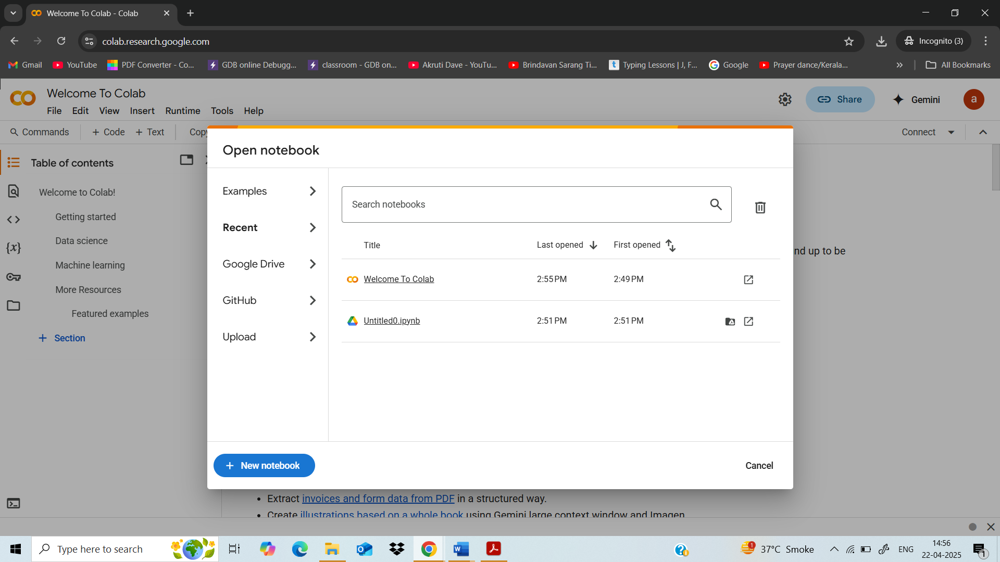 Welcome To Colab - Colab
colab.research.google.com
Incognito (3)
Gmail YouTube PDF Converter - Co... GDB online Debugg... classroom - GDB on... Akruti Dave - YouTu... Brindavan Sarang Ti... Typing Lessons | J, F... Google Prayer dance/Kerala... All Bookmarks
Welcome To Colab
File Edit View Insert Runtime Tools Help
Share Gemini a
Commands + Code + Text Copy Connect
Open notebook
Table of contents
Welcome to Colab!
Getting started
Data science
Machine learning
More Resources
Featured examples
+ Section
Examples
Recent
Google Drive
GitHub
Upload
Search notebooks
Title Last opened First opened
Welcome To Colab 2:55 PM 2:49 PM
Untitled0.ipynb 2:51 PM 2:51 PM
nd up to be
+ New notebook
Cancel
• Extract invoices and form data from PDF in a structured way.
• Create illustrations based on a whole book using Gemini large context window and Imagen
Type here to search
37°C Smoke
ENG
14:56
22-04-2025
1